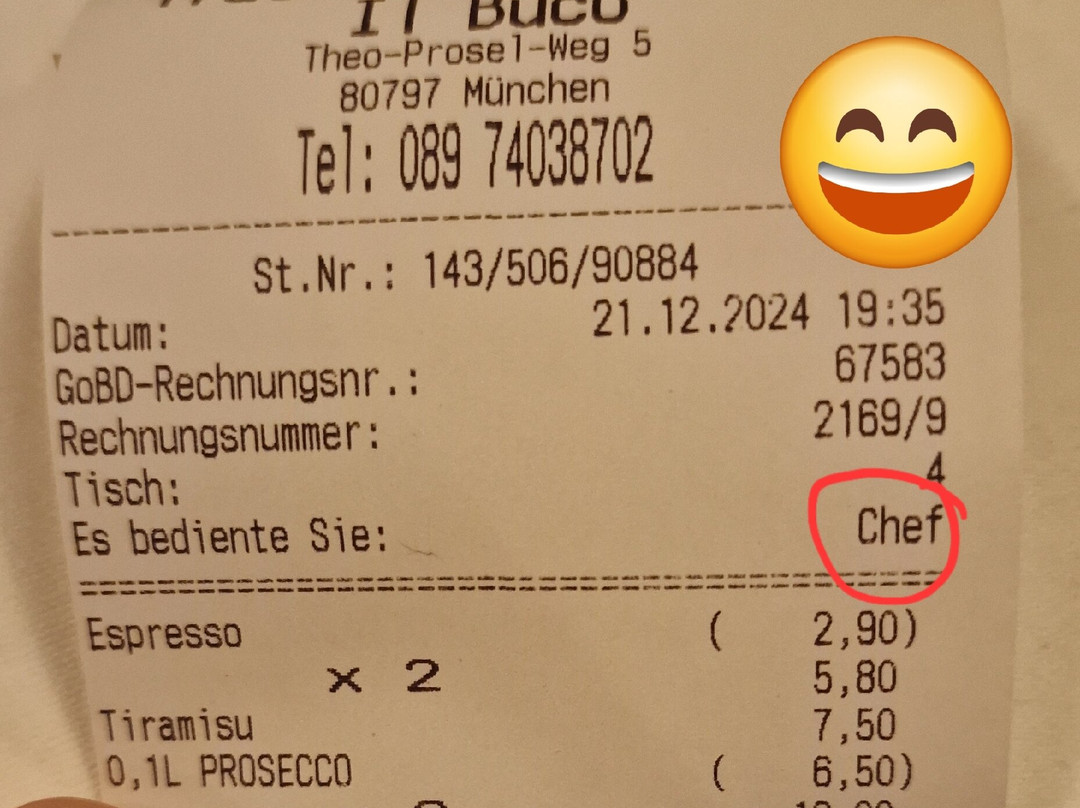 Il Buco
Theo-Prosel-Weg 5
80797 München
Tel: 089 74038702
St.Nr.: 143/506/90884
Datum: 21.12.2024 19:35
GoBD-Rechnungsnr.: 67583
Rechnungsnummer: 2169/9
Tisch: 4
Es bediente Sie: Chef
Espresso ( 2,90)
x 2 5,80
Tiramisu 7,50
0,1L PROSECCO ( 6,50)